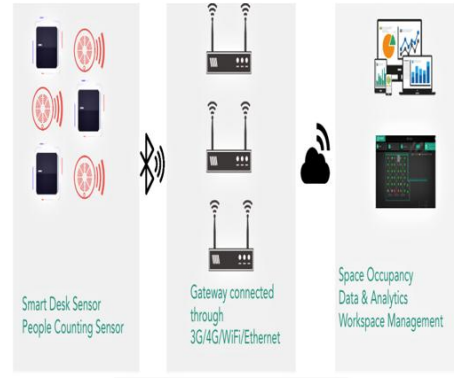 Smart Desk Sensor
People Counting Sensor
Gateway connected
through
3G/4G/WiFi/Ethernet
Space Occupancy
Data & Analytics
Workspace Management